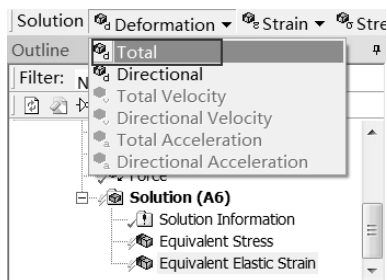 Solution Deformation Strain Stre
Outline
Total
Filter: N
Directional
Total Velocity
Directional Velocity
Total Acceleration
Directional Acceleration
Force
Solution (A6)
Solution Information
Equivalent Stress
Equivalent Elastic Strain